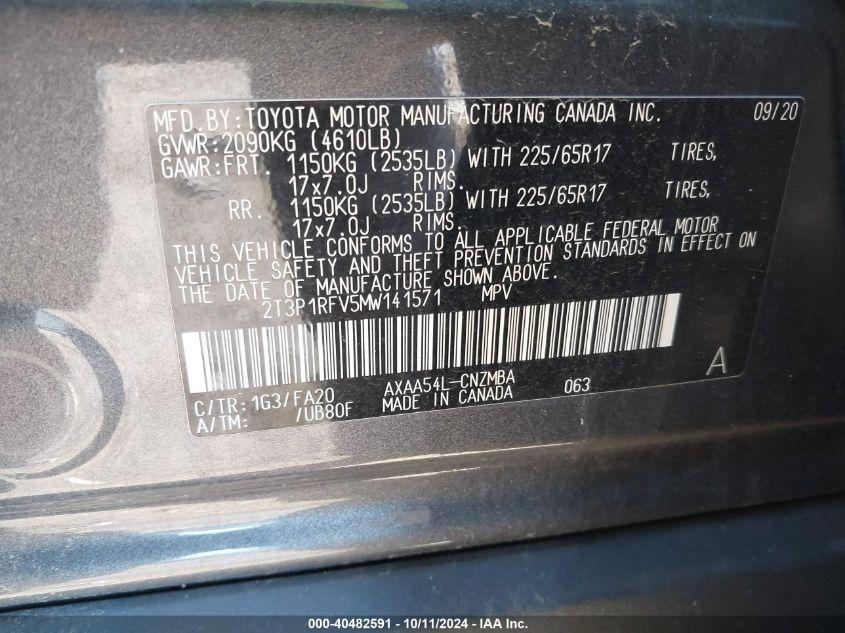 MFD.BY:TOYOTA MOTOR MANUFACTURING CANADA INC. 09/20
GVWR:2090KG (4610LB)
GAWR:FRT. 1150KG (2535LB) WITH 225/65R17 TIRES,
17x7.0J RIMS.
RR. 1150KG (2535LB) WITH 225/65R17 TIRES,
17x7.0J RIMS.
THIS VEHICLE CONFORMS TO ALL APPLICABLE FEDERAL MOTOR
VEHICLE SAFETY AND THEFT PREVENTION STANDARDS IN EFFECT ON
THE DATE OF MANUFACTURE SHOWN ABOVE.
2T3P1RFV5MW141571 MPV
A
C/TR:1G3/FA20 AXAA54L-CNZMBA 063
A/TM: /UB80F MADE IN CANADA
000-40482591 - 10/11/2024 - IAA Inc.